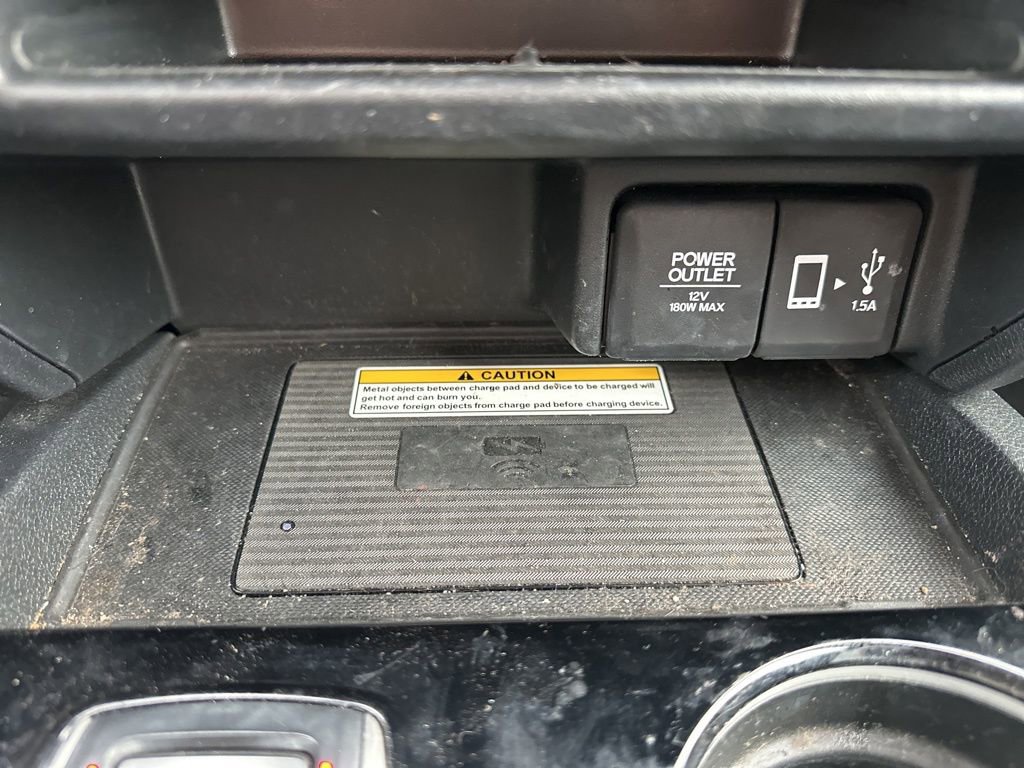 POWER
OUTLET
12V
180W MAX
1.5A
CAUTION
Metal objects between charge pad and device to be charged will
get hot and can burn you.
Remove foreign objects from charge pad before charging device.